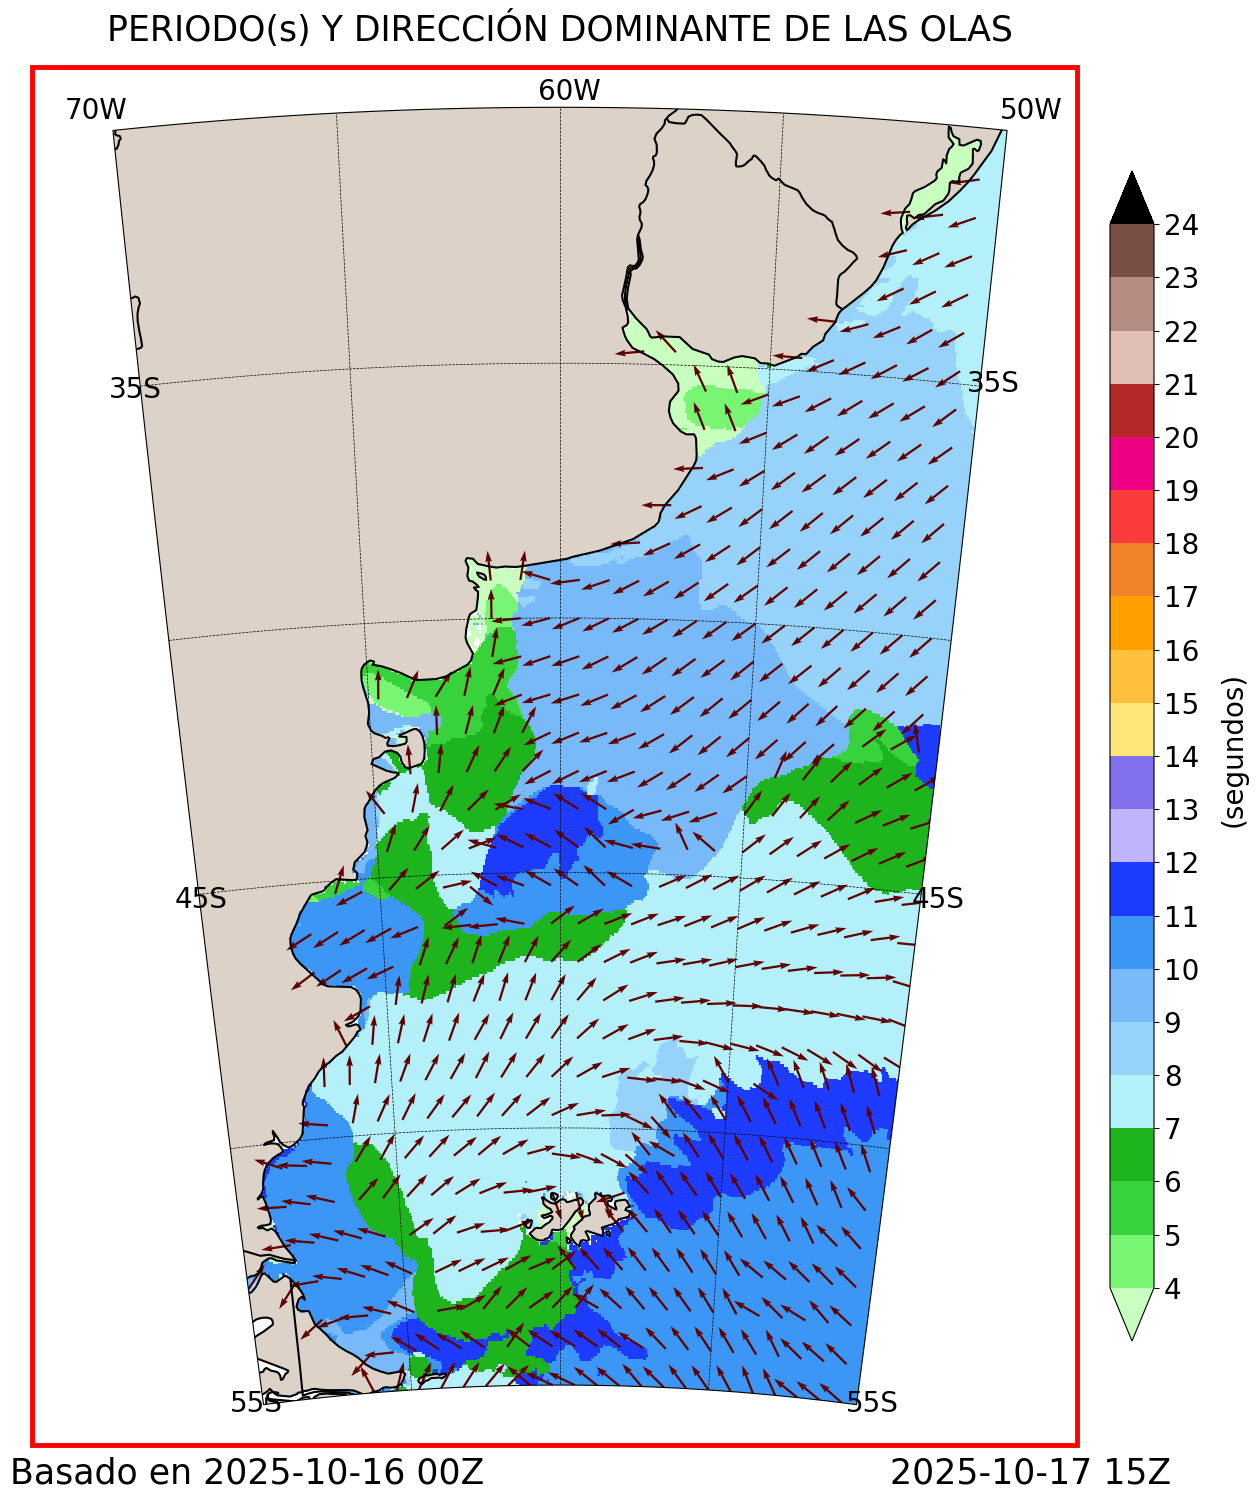 PERIODO(s) Y DIRECCIÓN DOMINANTE DE LAS OLAS
70W
60W
50W
35S
35S
45S
45S
55S
55S
24
23
22
21
20
19
18
17
16
15
14
13
12
11
10
9
8
7
6
5
4
(segundos)
Basado en 2025-10-16 00Z
2025-10-17 15Z